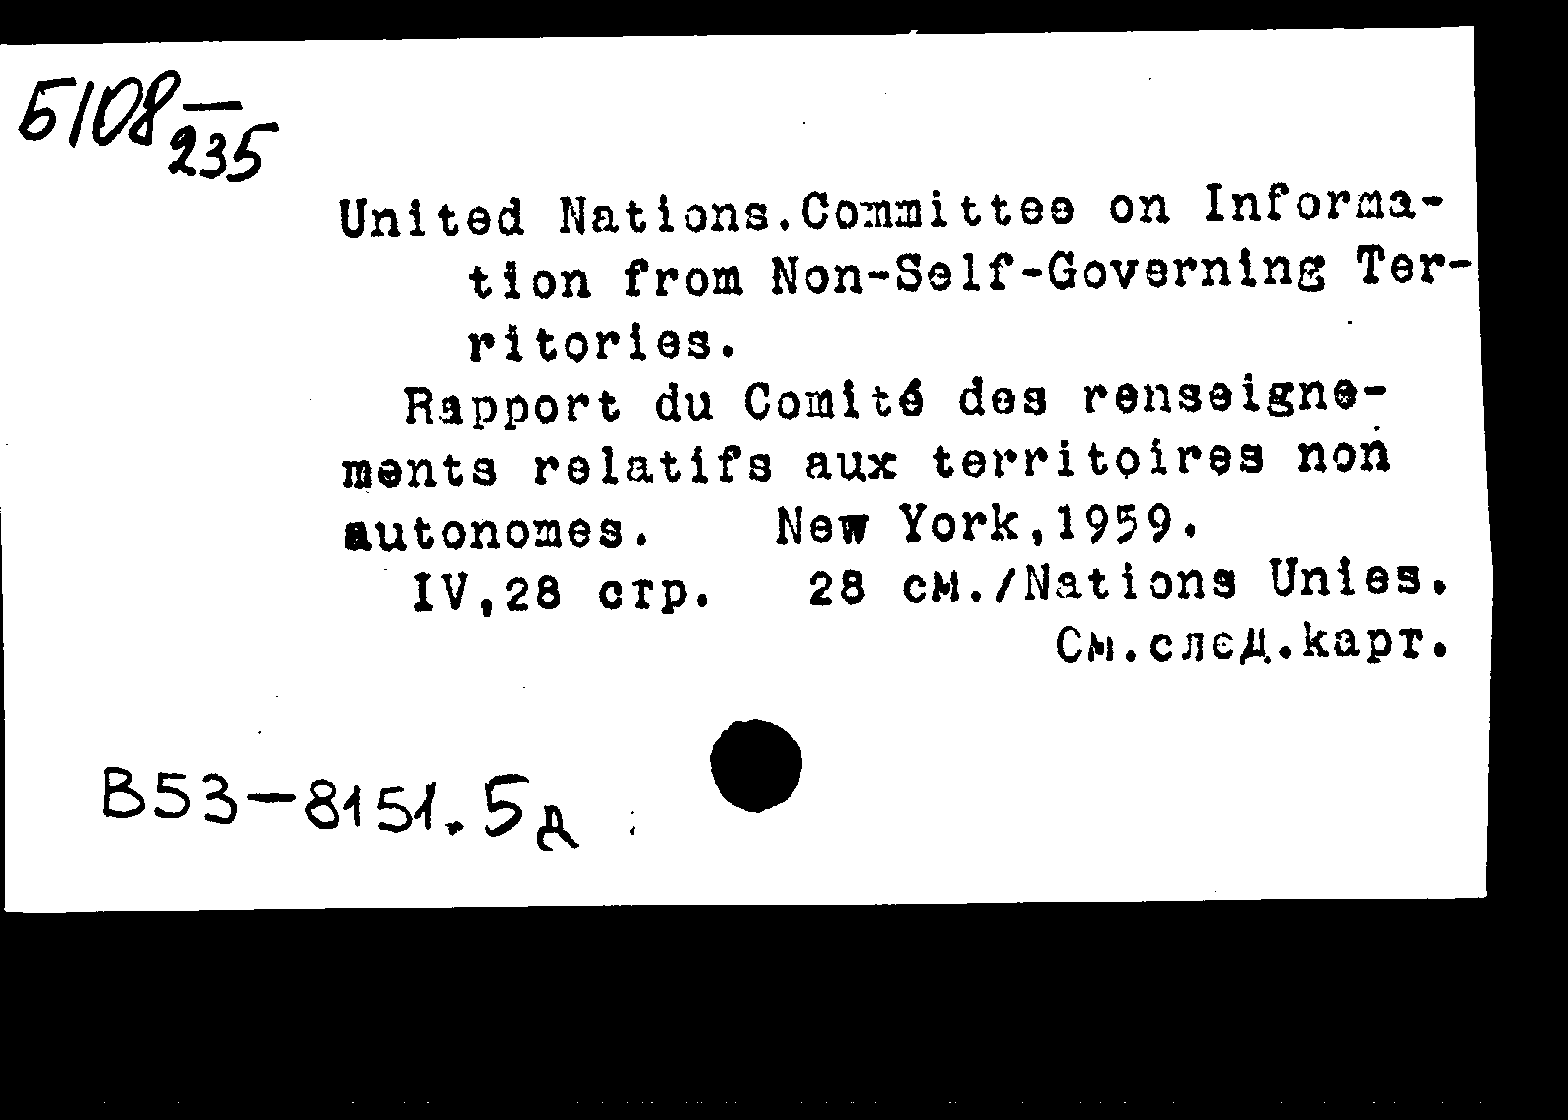 Б108—
235
United Nations.Committee on Informa-
tion from Non-Self-Governing Ter-
ritories.
Rapport du Comité des renseigne-
ments relatifs aux territoires non
autonomes. New York,1959.
IV,28 стр. 28 см./Nations Unies.
См.след.карт.
B53-8151. 5д